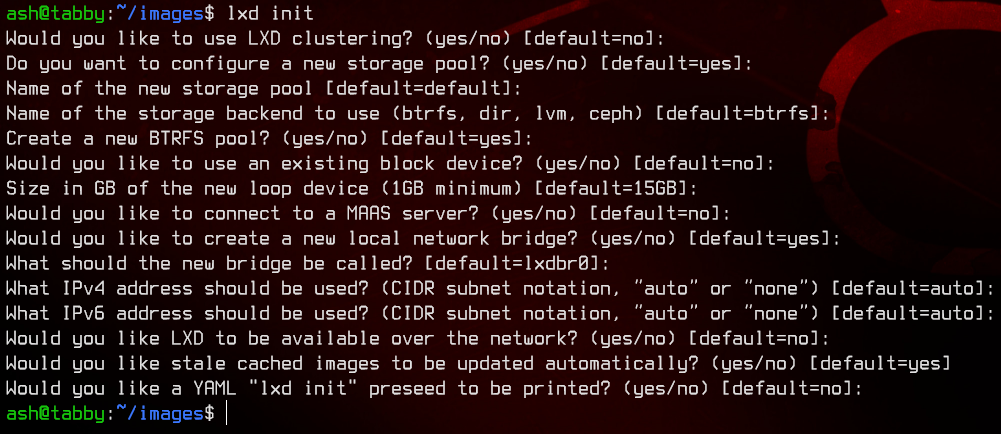 ash@tabby:~/images$ lxd init
Would you like to use LXD clustering? (yes/no) [default=no]:
Do you want to configure a new storage pool? (yes/no) [default=yes]:
Name of the new storage pool [default=default]:
Name of the storage backend to use (btrfs, dir, lvm, ceph) [default=btrfs]:
Create a new BTRFS pool? (yes/no) [default=yes]:
Would you like to use an existing block device? (yes/no) [default=no]:
Size in GB of the new loop device (1GB minimum) [default=15GB]:
Would you like to connect to a MAAS server? (yes/no) [default=no]:
Would you like to create a new local network bridge? (yes/no) [default=yes]:
What should the new bridge be called? [default=lxdbr0]:
What IPv4 address should be used? (CIDR subnet notation, “auto” or “none”) [default=auto]:
What IPv6 address should be used? (CIDR subnet notation, “auto” or “none”) [default=auto]:
Would you like LXD to be available over the network? (yes/no) [default=no]:
Would you like stale cached images to be updated automatically? (yes/no) [default=yes]
Would you like a YAML "lxd init" preseed to be printed? (yes/no) [default=no]:
ash@tabby:~/images$